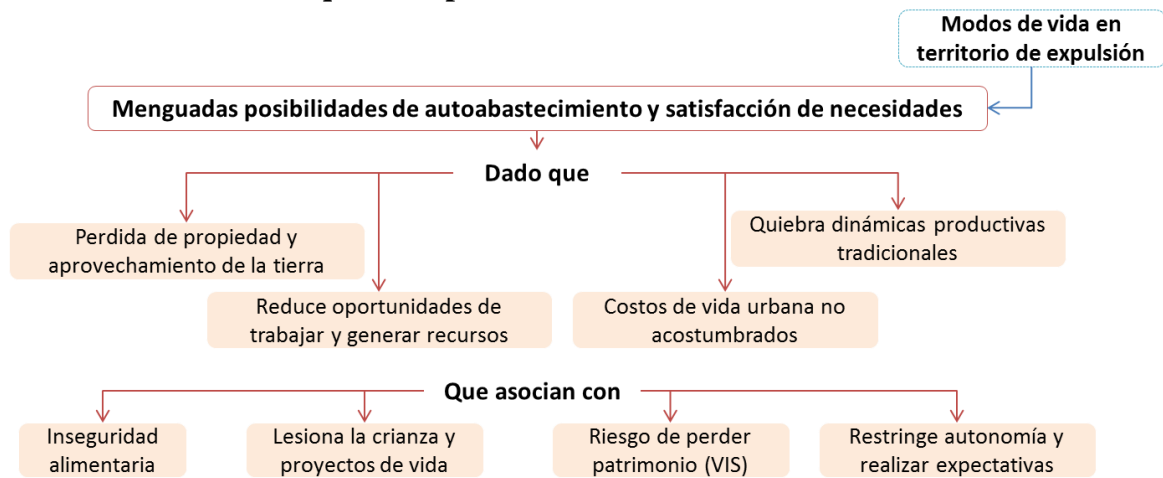 Modos de vida en
territorio de expulsión
Menguadas posibilidades de autoabastecimiento y satisfacción de necesidades
Dado que
Perdida de propiedad y
aprovechamiento de la tierra
Quiebra dinámicas productivas
tradicionales
Reduce oportunidades de
trabajar y generar recursos
Costos de vida urbana no
acostumbrados
Que asocian con
Inseguridad
alimentaria
Lesiona la crianza y
proyectos de vida
Riesgo de perder
patrimonio (VIS)
Restringe autonomía y
realizar expectativas